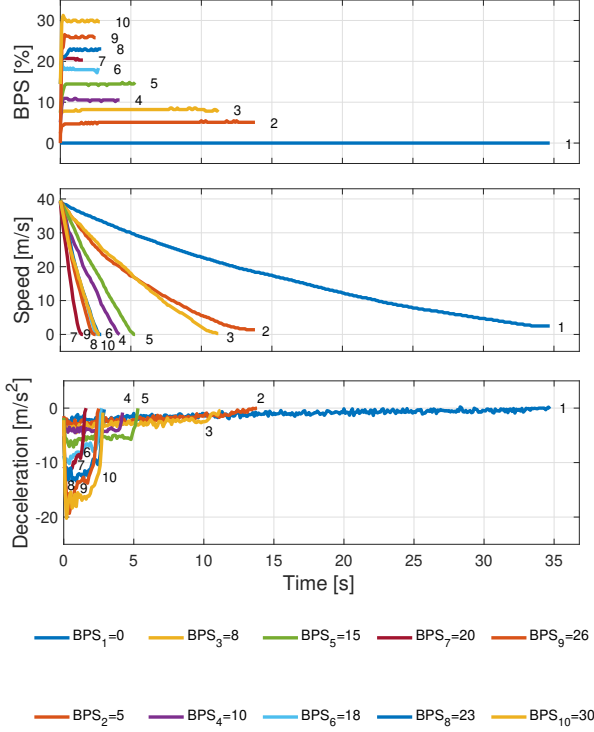 BPS [%]
30
20
10
0
10
9
8
7
6
5
4
3
2
1
Speed [m/s]
40
30
20
10
0
7 9 8 10 6 4 5 3 2 1
Deceleration [m/s²]
0
-10
-20
4 5 2 1
3
6
7
8 9 10
0 5 10 15 20 25 30 35
Time [s]
BPS₁=0 BPS₃=8 BPS₅=15 BPS₇=20 BPS₉=26
BPS₂=5 BPS₄=10 BPS₆=18 BPS₈=23 BPS₁₀=30